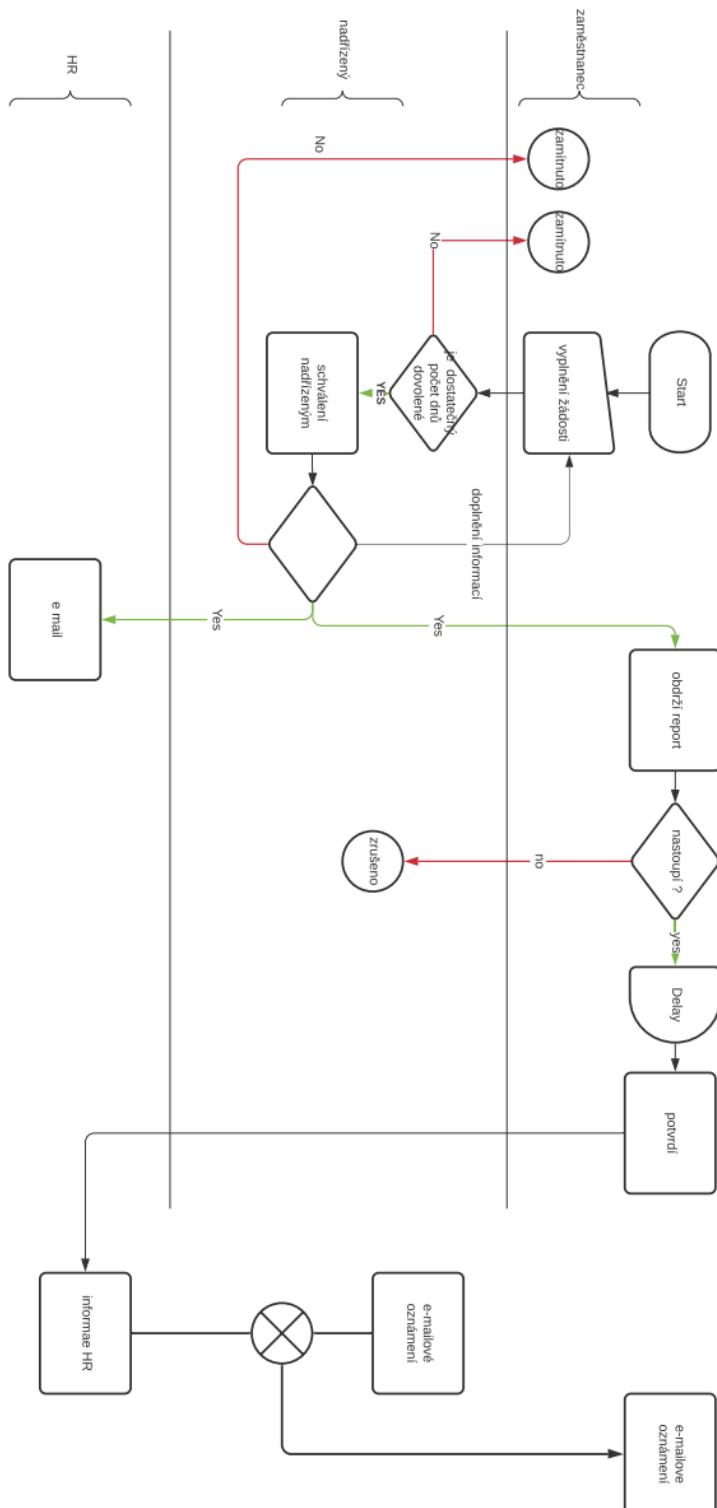 zaměstnanec
nadřízený
HR
zamítnuto
zamítnuto
No
No
Start
vyplnění žádosti
je dostatečný
počet dnů
dovolené
YES
schválení
nadřízeným
doplnění informací
Yes
Yes
e mail
obdrží report
nastoupí ?
no
zrušeno
yes
Delay
potvrdí
informae HR
e-mailové
oznámení
e-mailove
oznámení